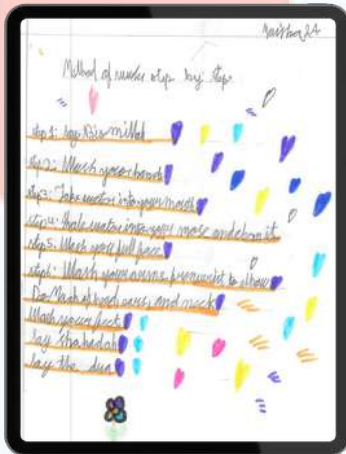 Method of wudu step by step
step 1: say Bismillah
step 2: Wash your hands
step 3: Take water into your mouth
step 4: Inhale water into your nose and clean it
step 5: Wash your full face
step 6: Wash your arms from wrist to elbow
Do Masah of head, ears, and neck
Wash your feet
Say Shahadah
Say the dua